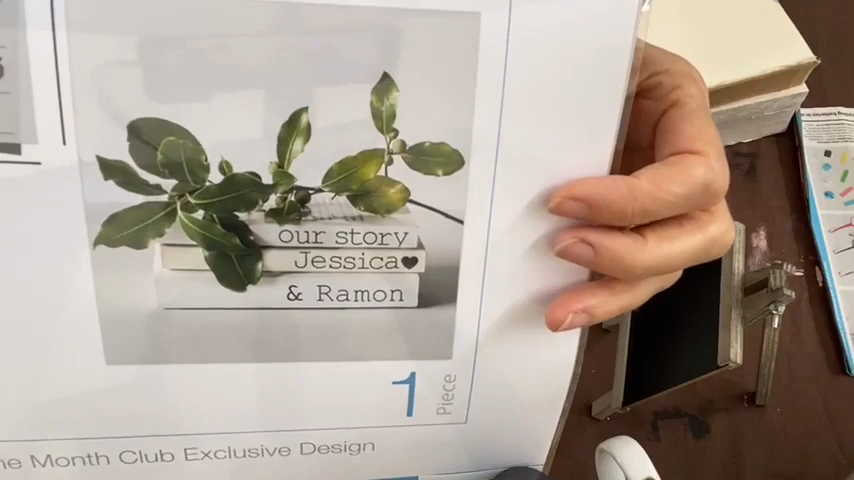 our story
Jessica♥
& Ramon
1 Piece
he Month Club Exclusive Design